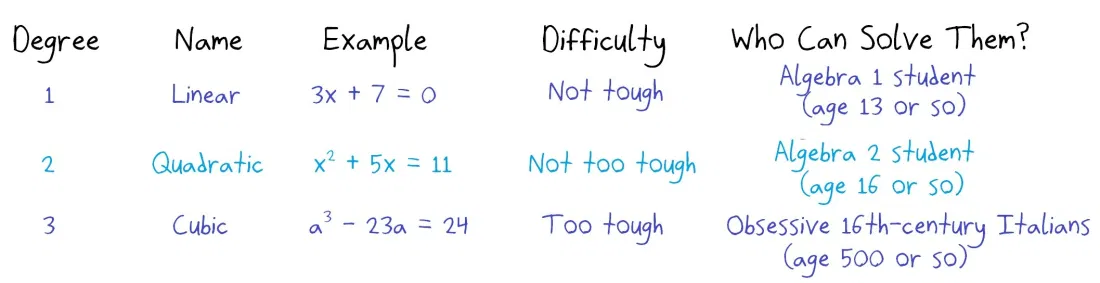 Degree Name Example Difficulty Who Can Solve Them?
1 Linear 3x + 7 = 0 Not tough Algebra 1 student
(age 13 or so)
2 Quadratic x² + 5x = 11 Not too tough Algebra 2 student
(age 16 or so)
3 Cubic a³ - 23a = 24 Too tough Obsessive 16th-century Italians
(age 500 or so)